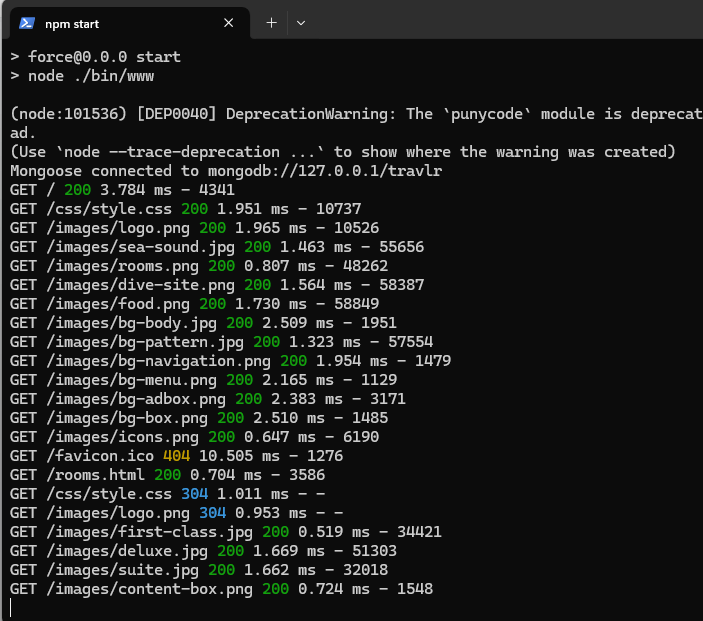 npm start
> force@0.0.0 start
> node ./bin/www
(node:101536) [DEP0040] DeprecationWarning: The `punycode` module is deprecat
ad.
(Use `node --trace-deprecation ...` to show where the warning was created)
Mongoose connected to mongodb://127.0.0.1/travlr
GET / 200 3.784 ms - 4341
GET /css/style.css 200 1.951 ms - 10737
GET /images/logo.png 200 1.965 ms - 10526
GET /images/sea-sound.jpg 200 1.463 ms - 55656
GET /images/rooms.png 200 0.807 ms - 48262
GET /images/dive-site.png 200 1.564 ms - 58387
GET /images/food.png 200 1.730 ms - 58849
GET /images/bg-body.jpg 200 2.509 ms - 1951
GET /images/bg-pattern.jpg 200 1.323 ms - 57554
GET /images/bg-navigation.png 200 1.954 ms - 1479
GET /images/bg-menu.png 200 2.165 ms - 1129
GET /images/bg-adbox.png 200 2.383 ms - 3171
GET /images/bg-box.png 200 2.510 ms - 1485
GET /images/icons.png 200 0.647 ms - 6190
GET /favicon.ico 404 10.505 ms - 1276
GET /rooms.html 200 0.704 ms - 3586
GET /css/style.css 304 1.011 ms - -
GET /images/logo.png 304 0.953 ms - -
GET /images/first-class.jpg 200 0.519 ms - 34421
GET /images/deluxe.jpg 200 1.669 ms - 51303
GET /images/suite.jpg 200 1.662 ms - 32018
GET /images/content-box.png 200 0.724 ms - 1548